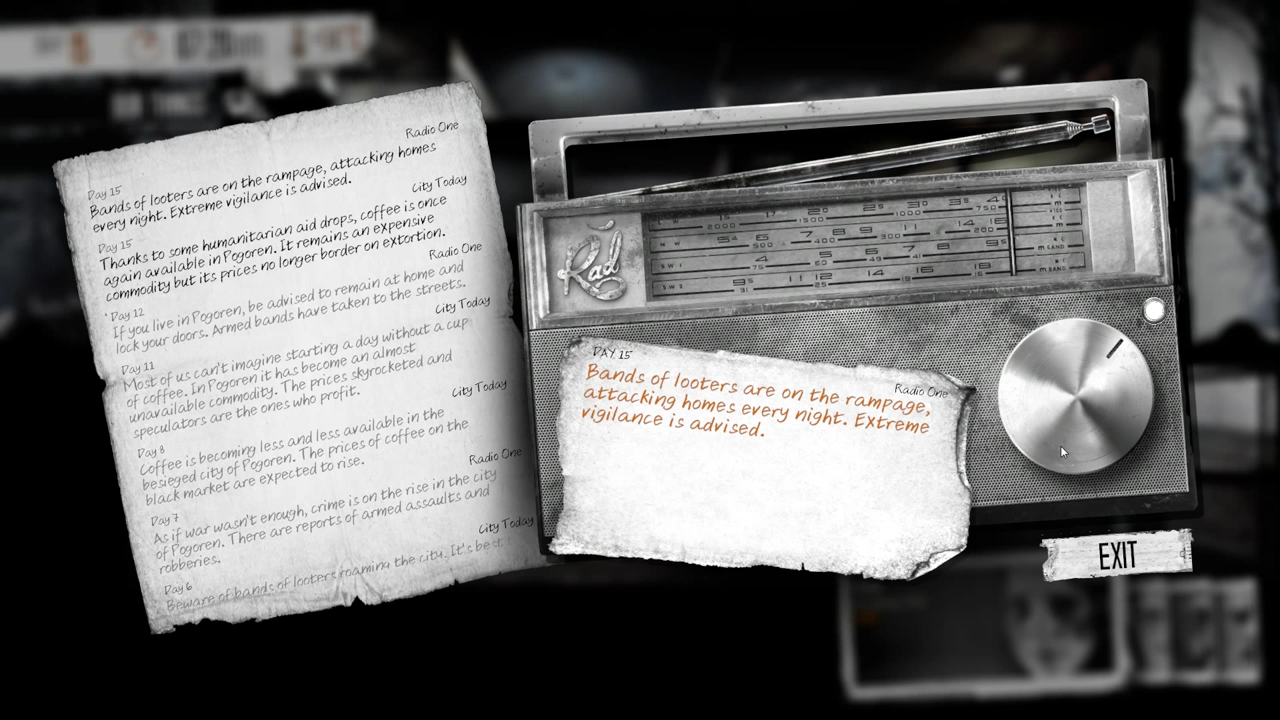 Radio One
Day 15
Bands of looters are on the rampage, attacking homes
every night. Extreme vigilance is advised.
City Today
Day 15
Thanks to some humanitarian aid drops, coffee is once
again available in Pogoren. It remains an expensive
commodity but its prices no longer border on extortion.
Radio One
Day 12
If you live in Pogoren, be advised to remain at home and
lock your doors. Armed bands have taken to the streets.
City Today
Day 11
Most of us can't imagine starting a day without a cup
of coffee. In Pogoren it has become an almost
unavailable commodity. The prices skyrocketed and
speculators are the ones who profit.
City Today
Day 8
Coffee is becoming less and less available in the
besieged city of Pogoren. The prices of coffee on the
black market are expected to rise.
Radio One
Day 7
As if war wasn't enough, crime is on the rise in the city
of Pogoren. There are reports of armed assaults and
robberies.
City Today
Day 6
Beware of bands of looters roaming the city. It's best
Rad
DAY 15
Radio One
Bands of looters are on the rampage,
attacking homes every night. Extreme
vigilance is advised.
EXIT